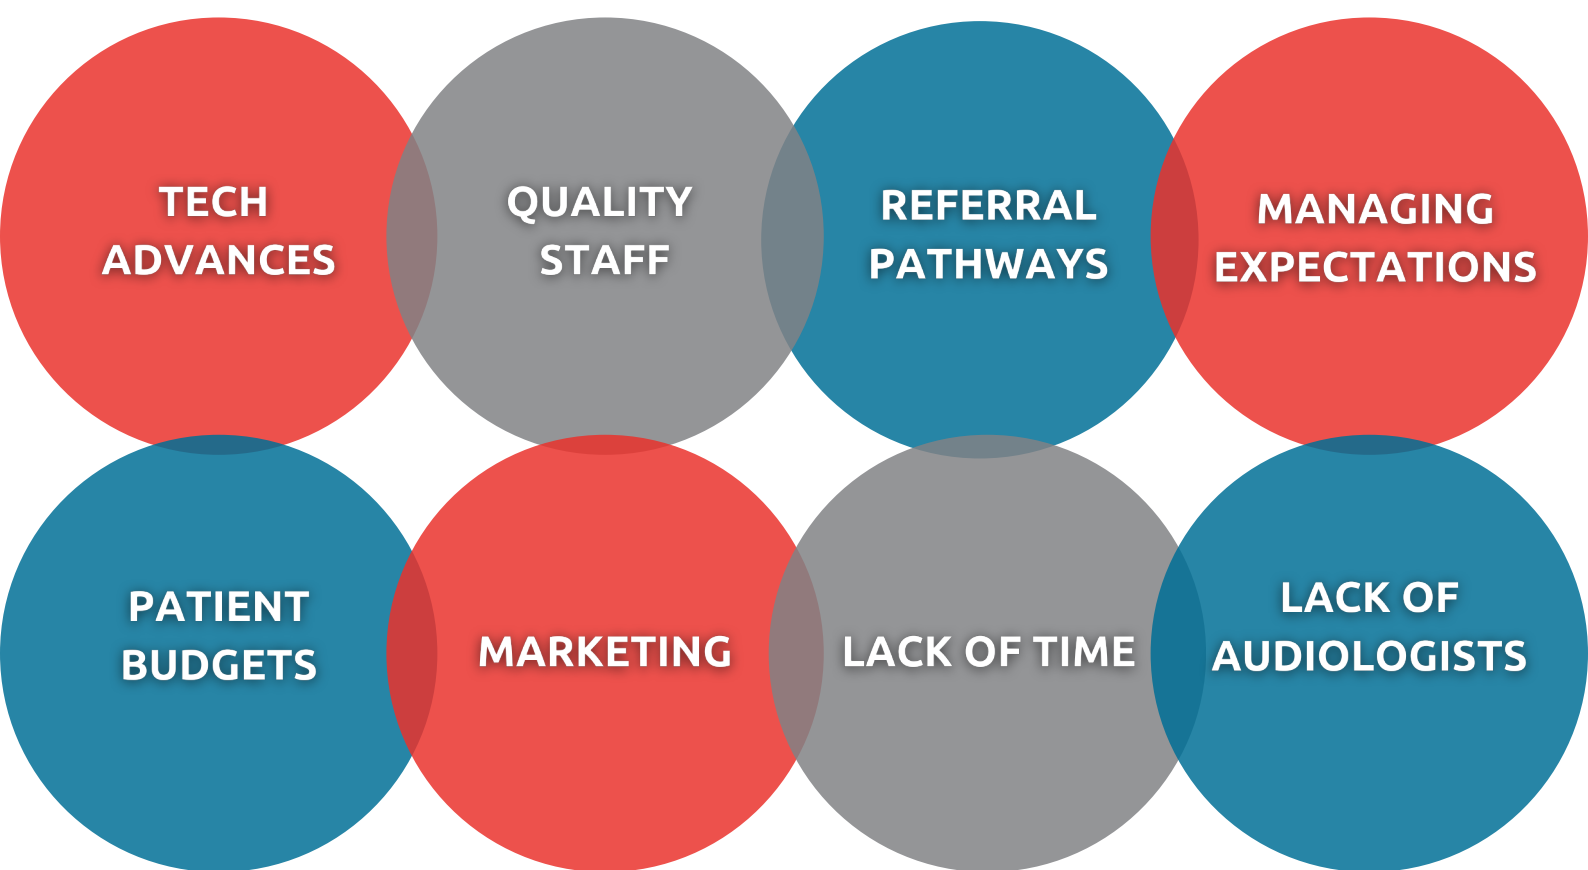 TECH
ADVANCES
QUALITY
STAFF
REFERRAL
PATHWAYS
MANAGING
EXPECTATIONS
PATIENT
BUDGETS
MARKETING
LACK OF TIME
LACK OF
AUDIOLOGISTS